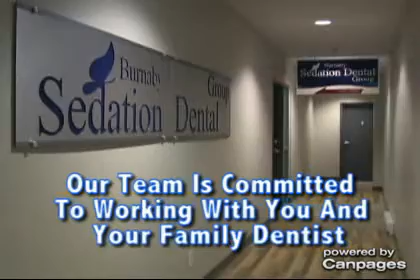 Burnaby
Group
Sedation Dental
Burnaby
Sedation Dental
Group
Our Team Is Committed
To Working With You And
Your Family Dentist
powered by
Canpages